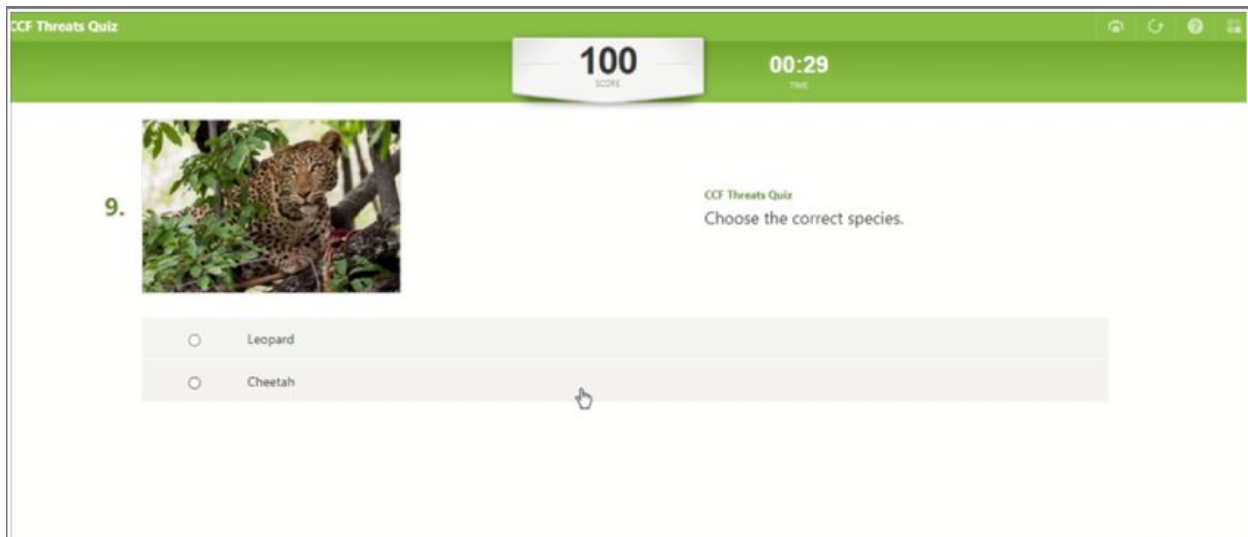 CCF Threats Quiz
100
SCORE
00:29
TIME
9.
CCF Threats Quiz
Choose the correct species.
Leopard
Cheetah